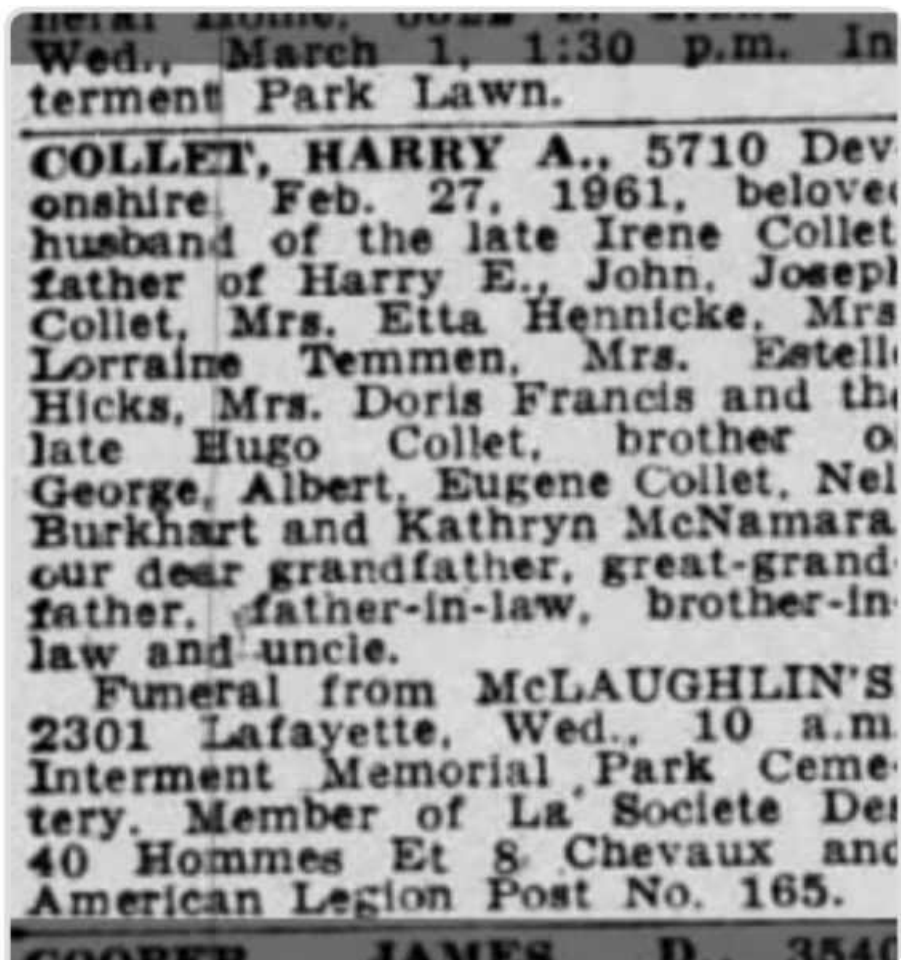 neral Home,
Wed., March 1, 1:30 p.m. In
terment Park Lawn.
COLLET, HARRY A., 5710 Dev-
onshire, Feb. 27, 1961, beloved
husband of the late Irene Collet,
father of Harry E., John, Joseph
Collet, Mrs. Etta Hennicke, Mrs
Lorraine Temmen, Mrs. Estelle
Hicks, Mrs. Doris Francis and the
late Hugo Collet, brother of
George, Albert, Eugene Collet, Nel
Burkhart and Kathryn McNamara,
our dear grandfather, great-grand-
father, father-in-law, brother-in-
law and uncle.
Funeral from McLAUGHLIN'S
2301 Lafayette, Wed., 10 a.m.
Interment Memorial Park Ceme-
tery. Member of La Societe Des
40 Hommes Et 8 Chevaux and
American Legion Post No. 165.
COOPER, JAMES D., 3540